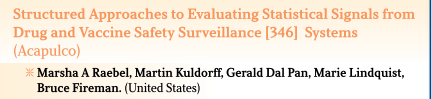 Structured Approaches to Evaluating Statistical Signals from
Drug and Vaccine Safety Surveillance [346] Systems
(Acapulco)
※ Marsha A Raebel, Martin Kuldorff, Gerald Dal Pan, Marie Lindquist,
Bruce Fireman. (United States)